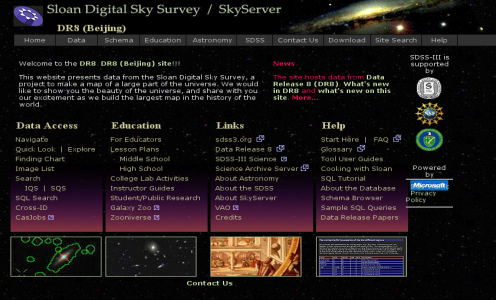 Sloan Digital Sky Survey / SkyServer
DR8 (Beijing)
Home Data Schema Education Astronomy SDSS Contact Us Download Site Search Help
Welcome to the DR8 DR8 (Beijing) site!!!
This website presents data from the Sloan Digital Sky Survey, a
project to make a map of a large part of the universe. We would
like to show you the beauty of the universe, and share with you
our excitement as we build the largest map in the history of the
world.
News
The site hosts data from Data
Release 8 (DR8). What's new
in DR8 and what's new on this
site. More...
SDSS-III is
supported
by
Powered
by
Microsoft
Privacy
Policy
Data Access
Navigate
Quick Look | Explore
Finding Chart
Image List
Search
IQS | SQS
SQL Search
Cross-ID
CasJobs
Education
For Educators
Lesson Plans
Middle School
High School
College Lab Activities
Instructor Guides
Student/Public Research
Galaxy Zoo
Zooniverse
Links
sdss3.org
Data Release 8
SDSS-III Science
Science Archive Server
About Astronomy
About the SDSS
About SkyServer
VAO
Credits
Help
Start Here | FAQ
Glossary
Tool User Guides
Cooking with Sloan
SQL Tutorial
About the Database
Schema Browser
Sample SQL Queries
Data Release Papers
Contact Us